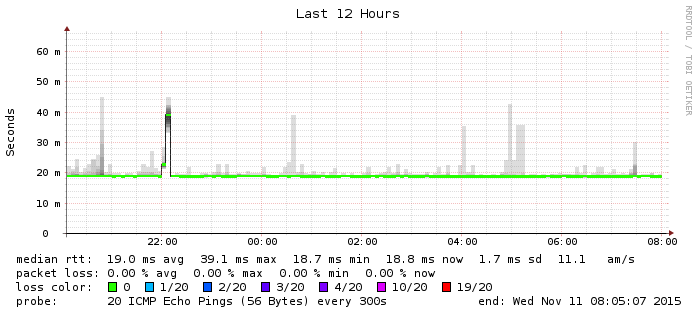 Last 12 Hours
RRDTOOL / TOBI OETIKER
Seconds
60 m
50 m
40 m
30 m
20 m
10 m
0
22:00 00:00 02:00 04:00 06:00 08:00
median rtt: 19.0 ms avg 39.1 ms max 18.7 ms min 18.8 ms now 1.7 ms sd 11.1 am/s
packet loss: 0.00 % avg 0.00 % max 0.00 % min 0.00 % now
loss color: 0 1/20 2/20 3/20 4/20 10/20 19/20
probe: 20 ICMP Echo Pings (56 Bytes) every 300s end: Wed Nov 11 08:05:07 2015